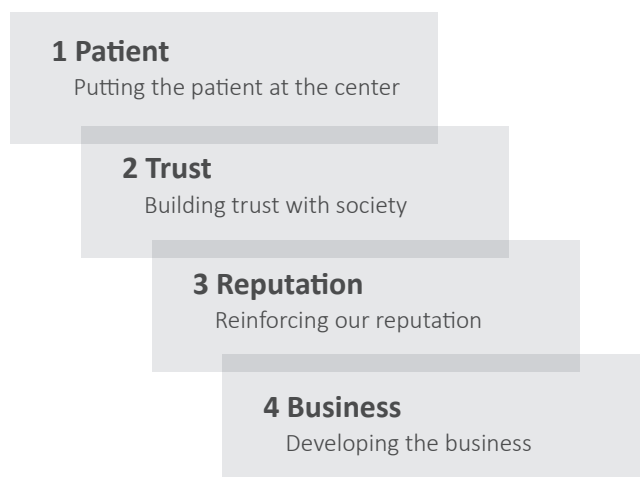 1 Patient
Putting the patient at the center
2 Trust
Building trust with society
3 Reputation
Reinforcing our reputation
4 Business
Developing the business